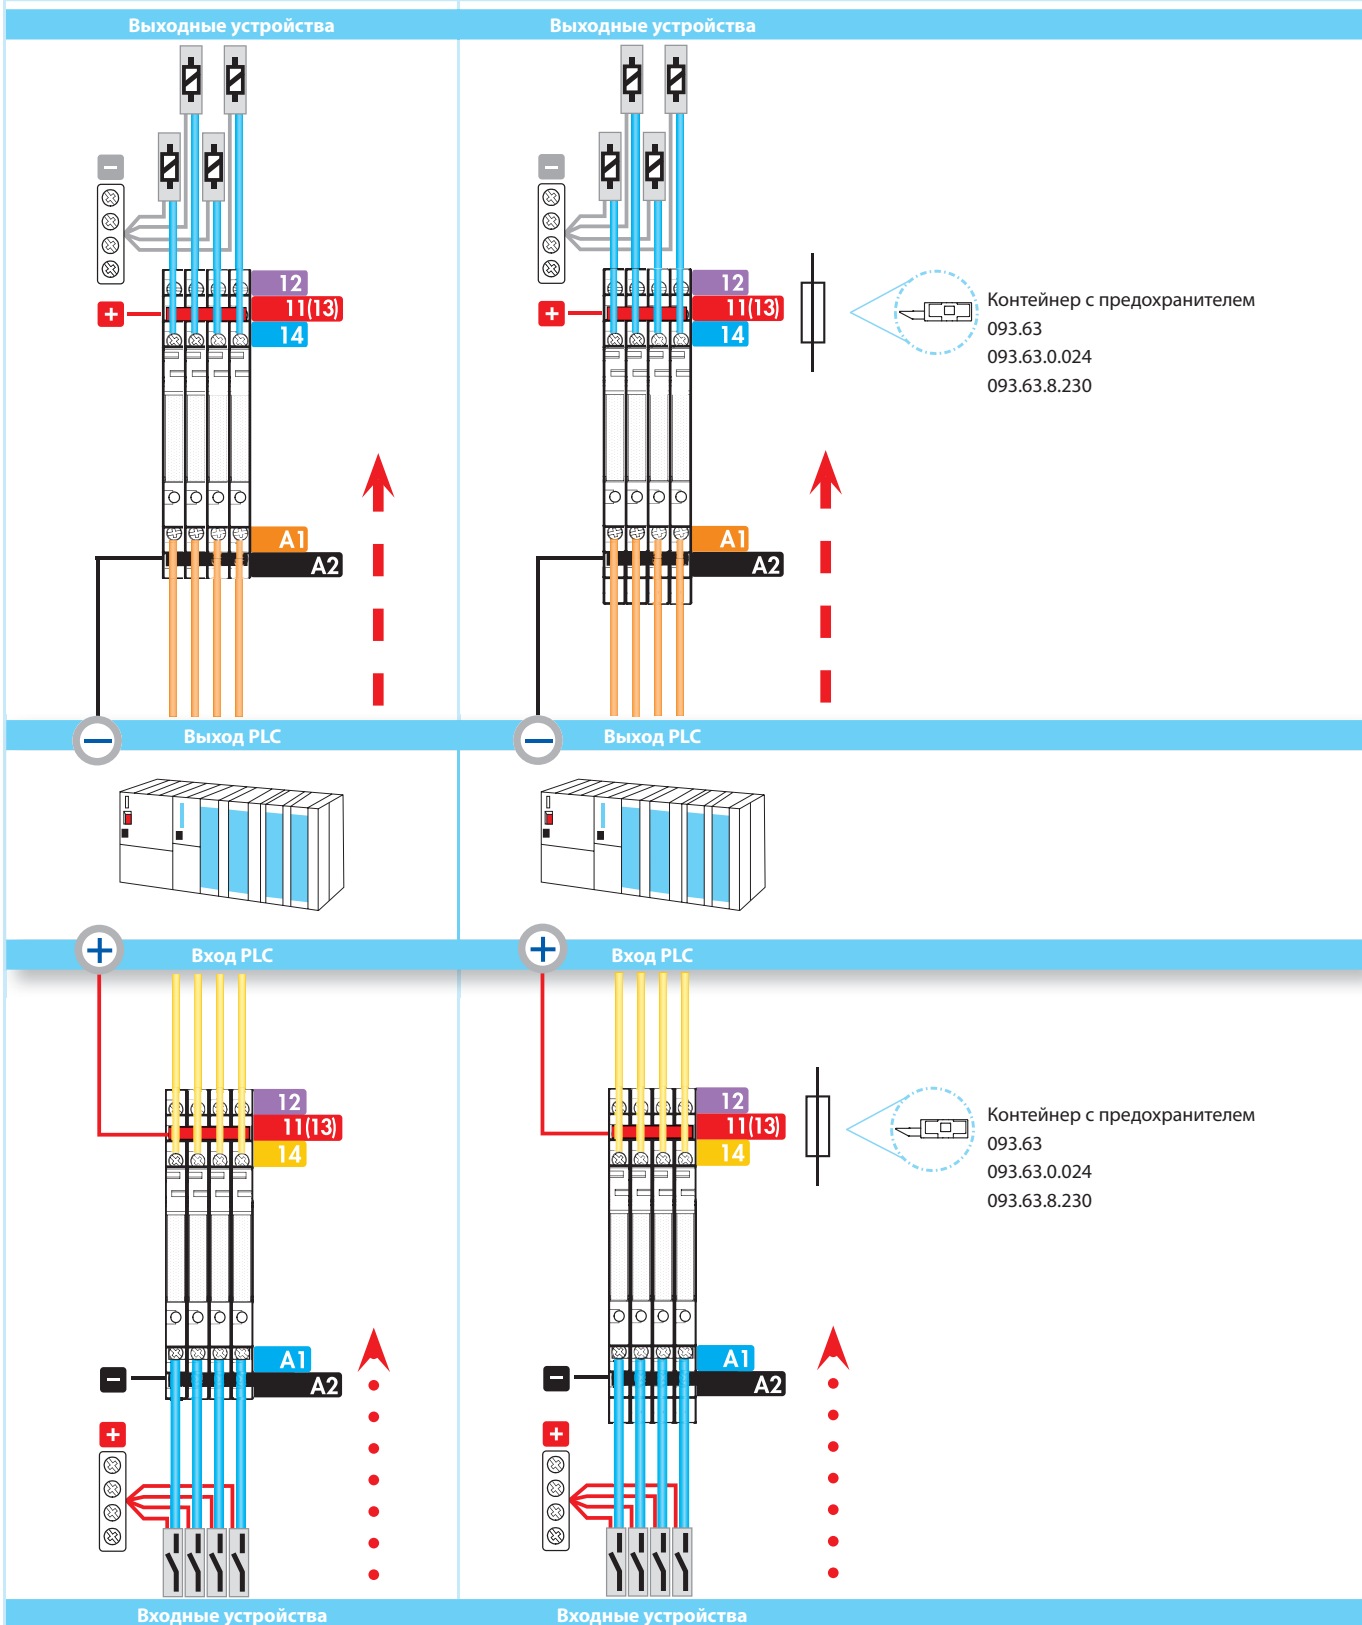 Выходные устройства
Выходные устройства
12
11(13)
14
12
11(13)
14
Контейнер с предохранителем
093.63
093.63.0.024
093.63.8.230
A1
A2
A1
A2
Выход PLC
Выход PLC
Вход PLC
Вход PLC
12
11(13)
14
12
11(13)
14
Контейнер с предохранителем
093.63
093.63.0.024
093.63.8.230
A1
A2
A1
A2
Входные устройства
Входные устройства